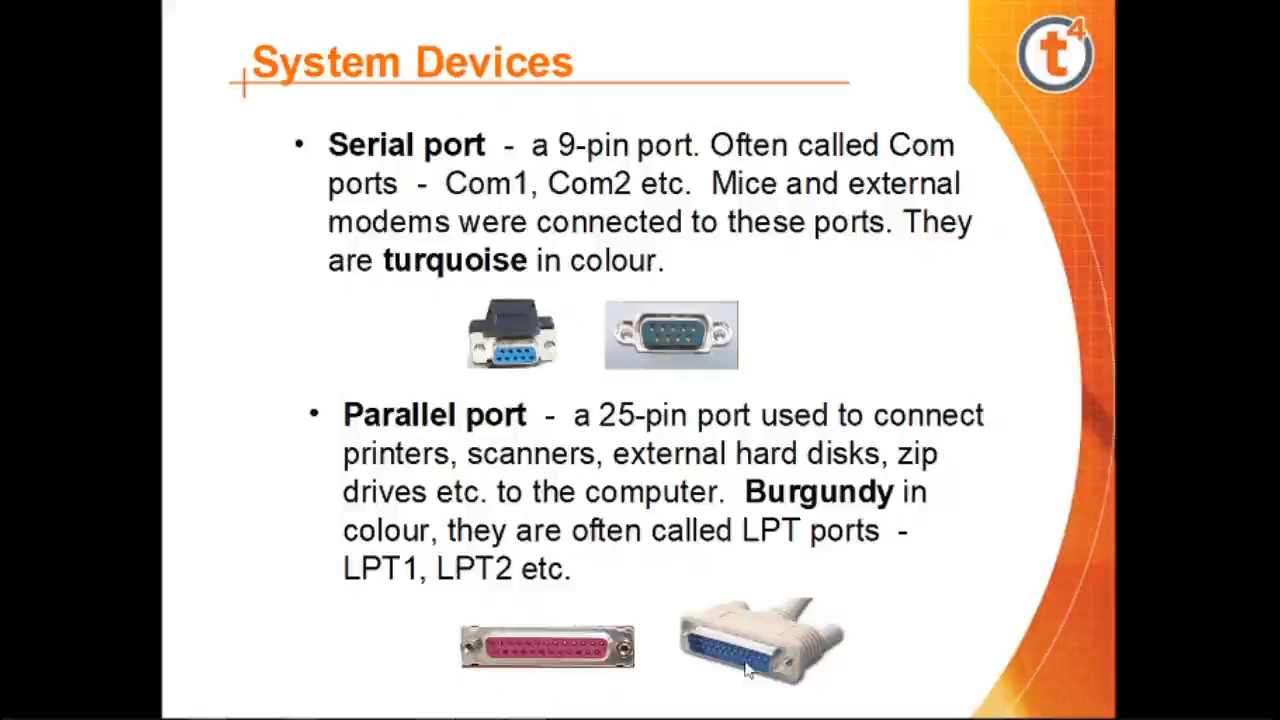 t4
System Devices
• Serial port - a 9-pin port. Often called Com
ports - Com1, Com2 etc. Mice and external
modems were connected to these ports. They
are turquoise in colour.
• Parallel port - a 25-pin port used to connect
printers, scanners, external hard disks, zip
drives etc. to the computer. Burgundy in
colour, they are often called LPT ports -
LPT1, LPT2 etc.